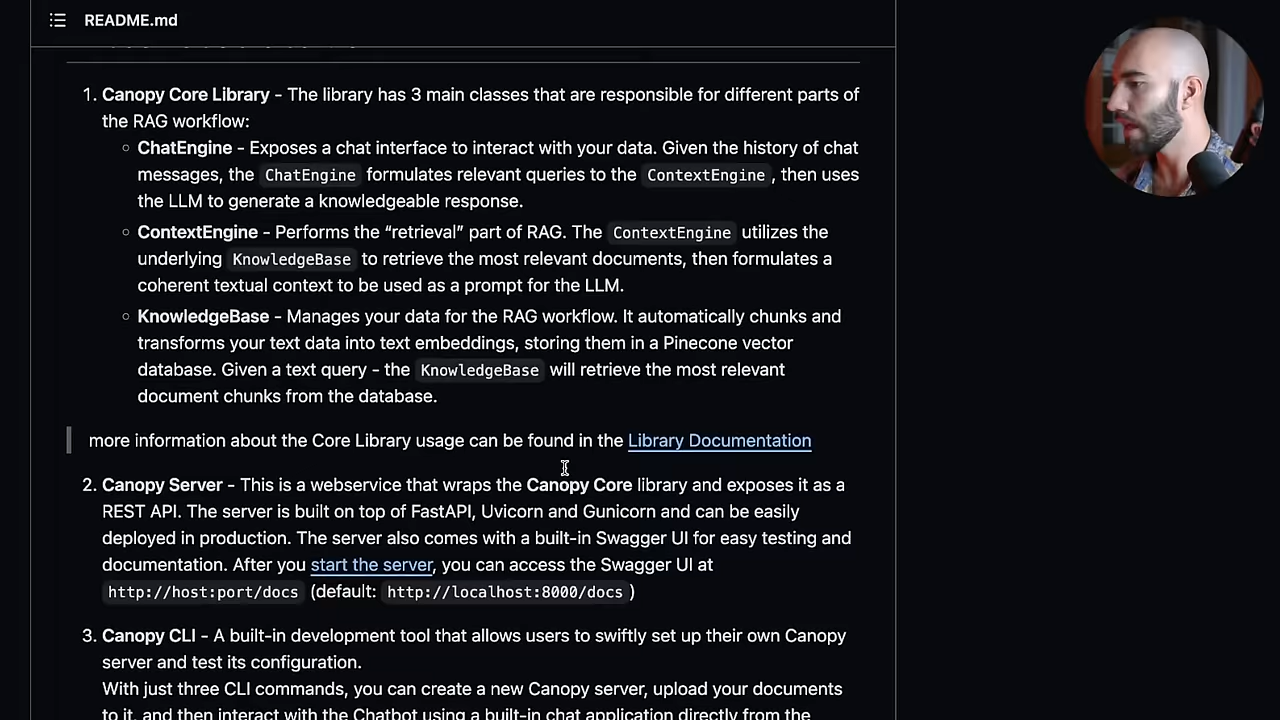 README.md
1. Canopy Core Library - The library has 3 main classes that are responsible for different parts of
the RAG workflow:
ChatEngine - Exposes a chat interface to interact with your data. Given the history of chat
messages, the ChatEngine formulates relevant queries to the ContextEngine, then uses
the LLM to generate a knowledgeable response.
ContextEngine - Performs the “retrieval” part of RAG. The ContextEngine utilizes the
underlying KnowledgeBase to retrieve the most relevant documents, then formulates a
coherent textual context to be used as a prompt for the LLM.
KnowledgeBase - Manages your data for the RAG workflow. It automatically chunks and
transforms your text data into text embeddings, storing them in a Pinecone vector
database. Given a text query - the KnowledgeBase will retrieve the most relevant
document chunks from the database.
more information about the Core Library usage can be found in the Library Documentation
2. Canopy Server - This is a webservice that wraps the Canopy Core library and exposes it as a
REST API. The server is built on top of FastAPI, Uvicorn and Gunicorn and can be easily
deployed in production. The server also comes with a built-in Swagger UI for easy testing and
documentation. After you start the server, you can access the Swagger UI at
http://host:port/docs (default: http://localhost:8000/docs)
3. Canopy CLI - A built-in development tool that allows users to swiftly set up their own Canopy
server and test its configuration.
With just three CLI commands, you can create a new Canopy server, upload your documents
to it, and then interact with the Chatbot using a built-in chat application directly from the